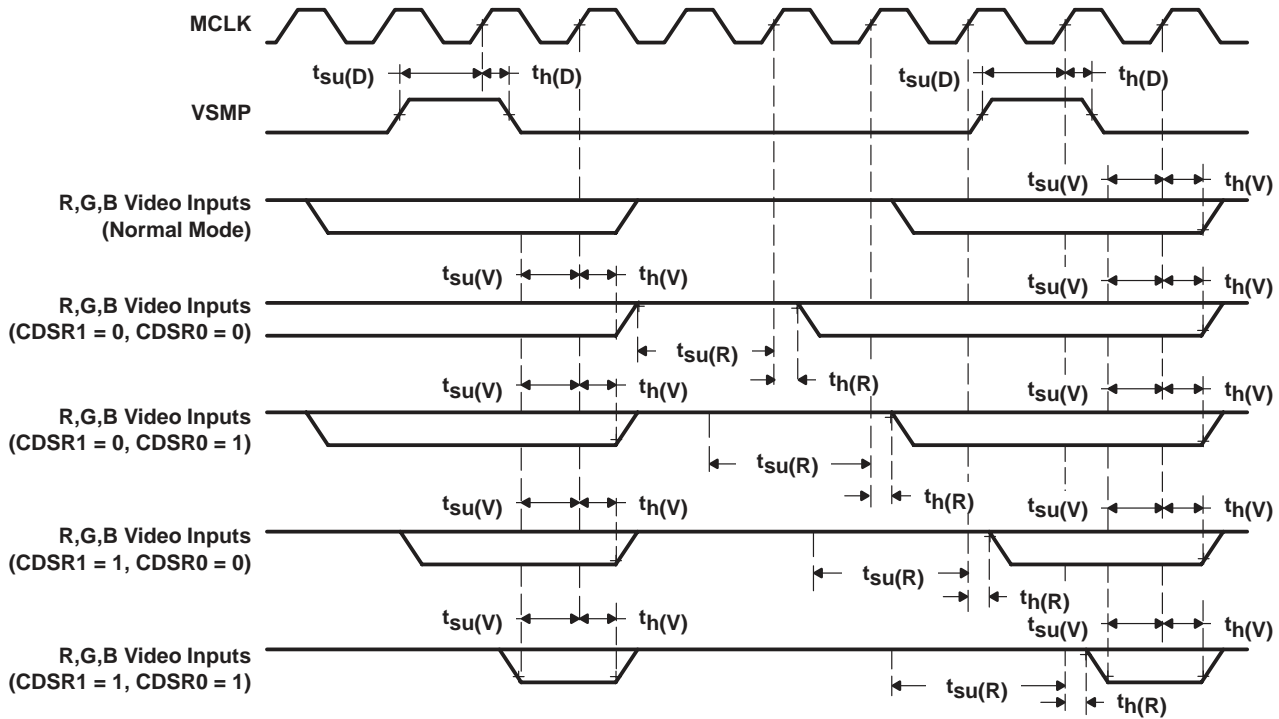 MCLK
tsu(D) th(D) tsu(D) th(D)
VSMP
tsu(V) th(V)
R,G,B Video Inputs
(Normal Mode)
tsu(V) th(V) tsu(V) th(V)
R,G,B Video Inputs
(CDSR1 = 0, CDSR0 = 0)
tsu(R)
th(R)
tsu(V) th(V) tsu(V) th(V)
R,G,B Video Inputs
(CDSR1 = 0, CDSR0 = 1)
tsu(R)
th(R)
tsu(V) th(V) tsu(V) th(V)
R,G,B Video Inputs
(CDSR1 = 1, CDSR0 = 0)
tsu(R)
th(R)
tsu(V) th(V) tsu(V) th(V)
R,G,B Video Inputs
(CDSR1 = 1, CDSR0 = 1)
tsu(R)
th(R)